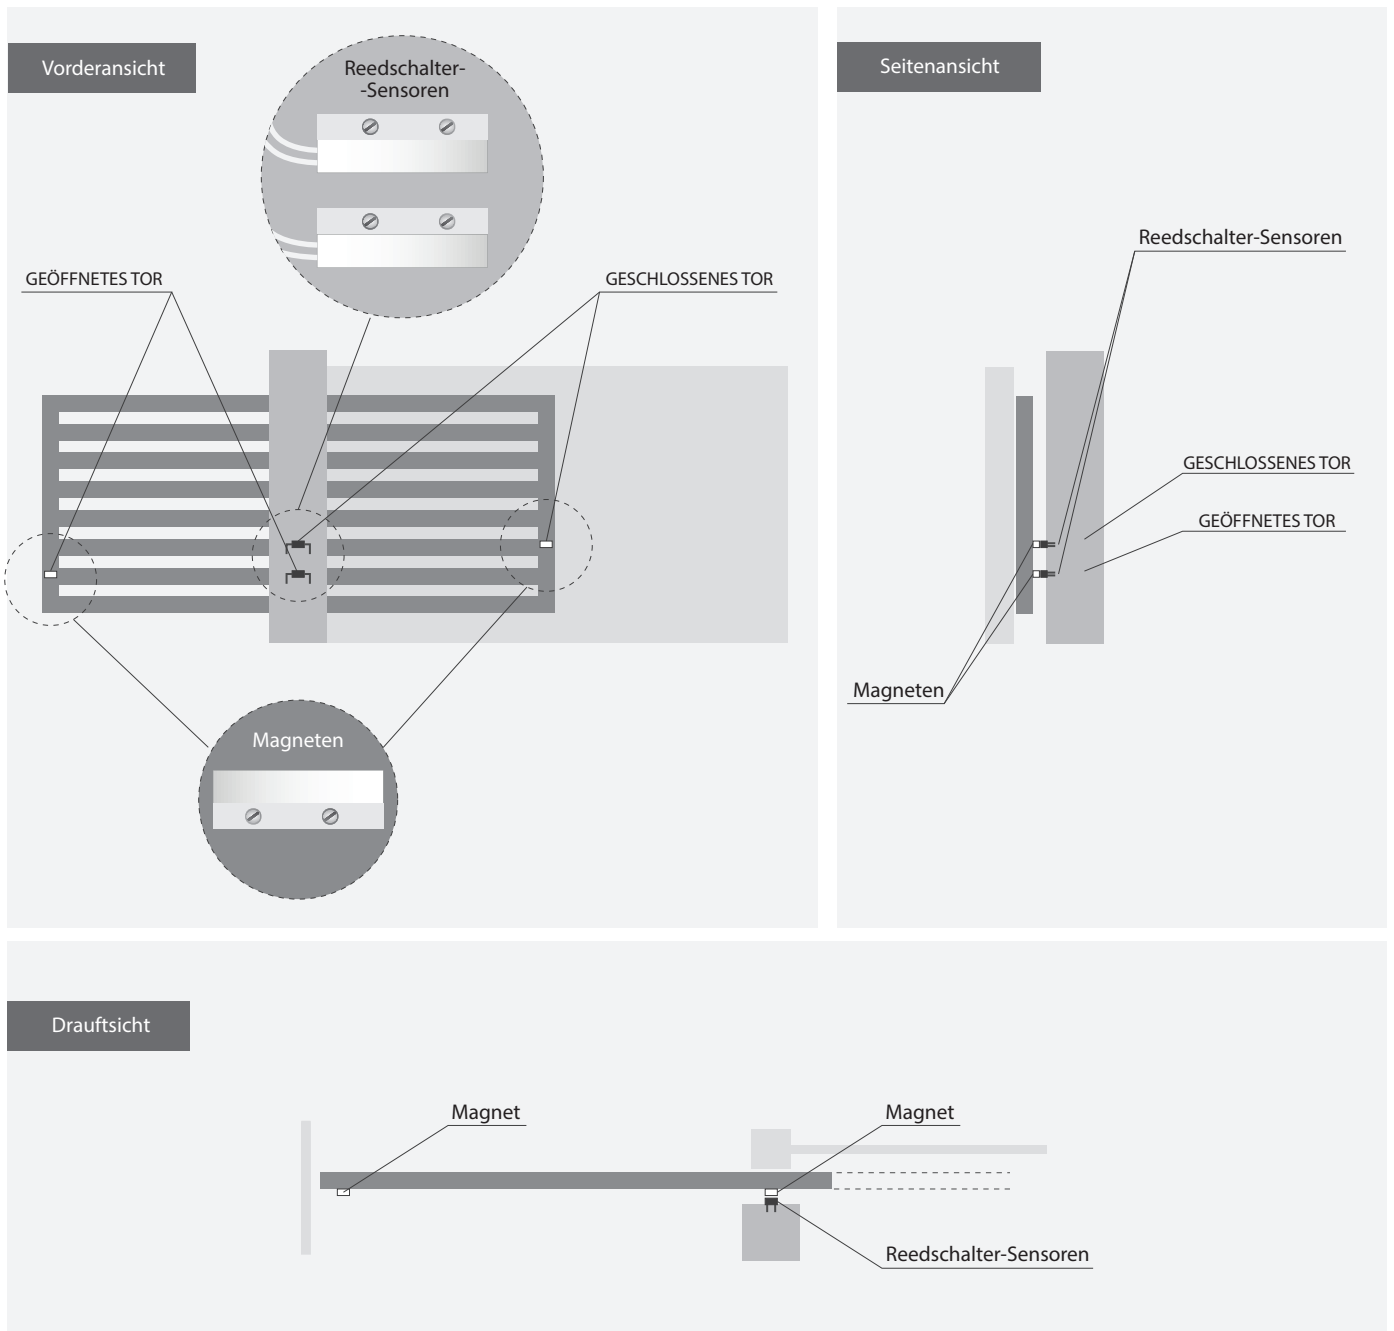 Vorderansicht
Reedschalter-
-Sensoren
GEÖFFNETES TOR
GESCHLOSSENES TOR
Magneten
Seitenansicht
Reedschalter-Sensoren
GESCHLOSSENES TOR
GEÖFFNETES TOR
Magneten
Drauftsicht
Magnet
Magnet
Reedschalter-Sensoren